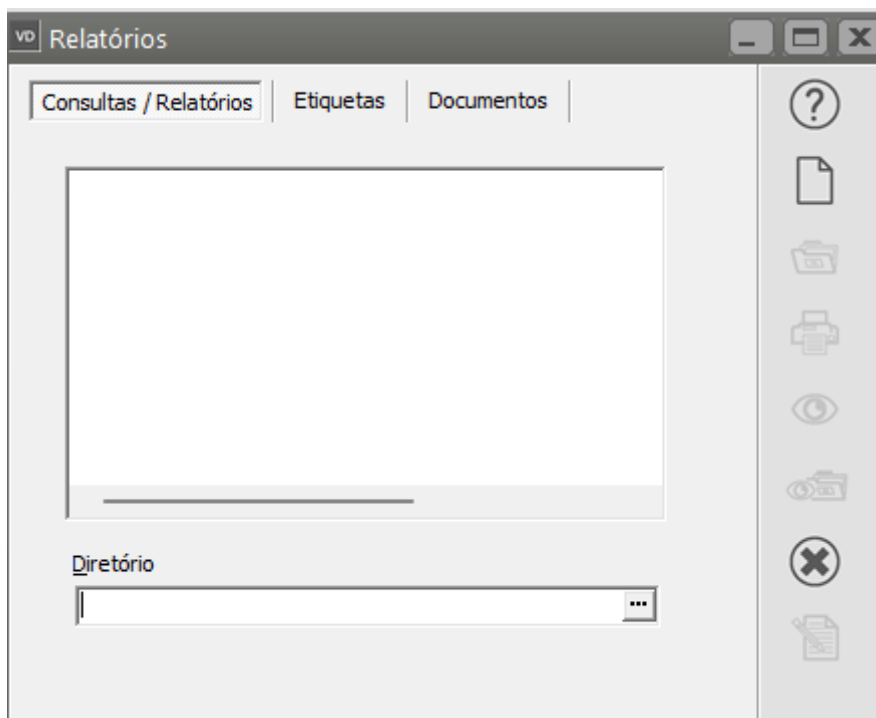 VD Relatórios
Consultas / Relatórios Etiquetas Documentos
Diretório
...